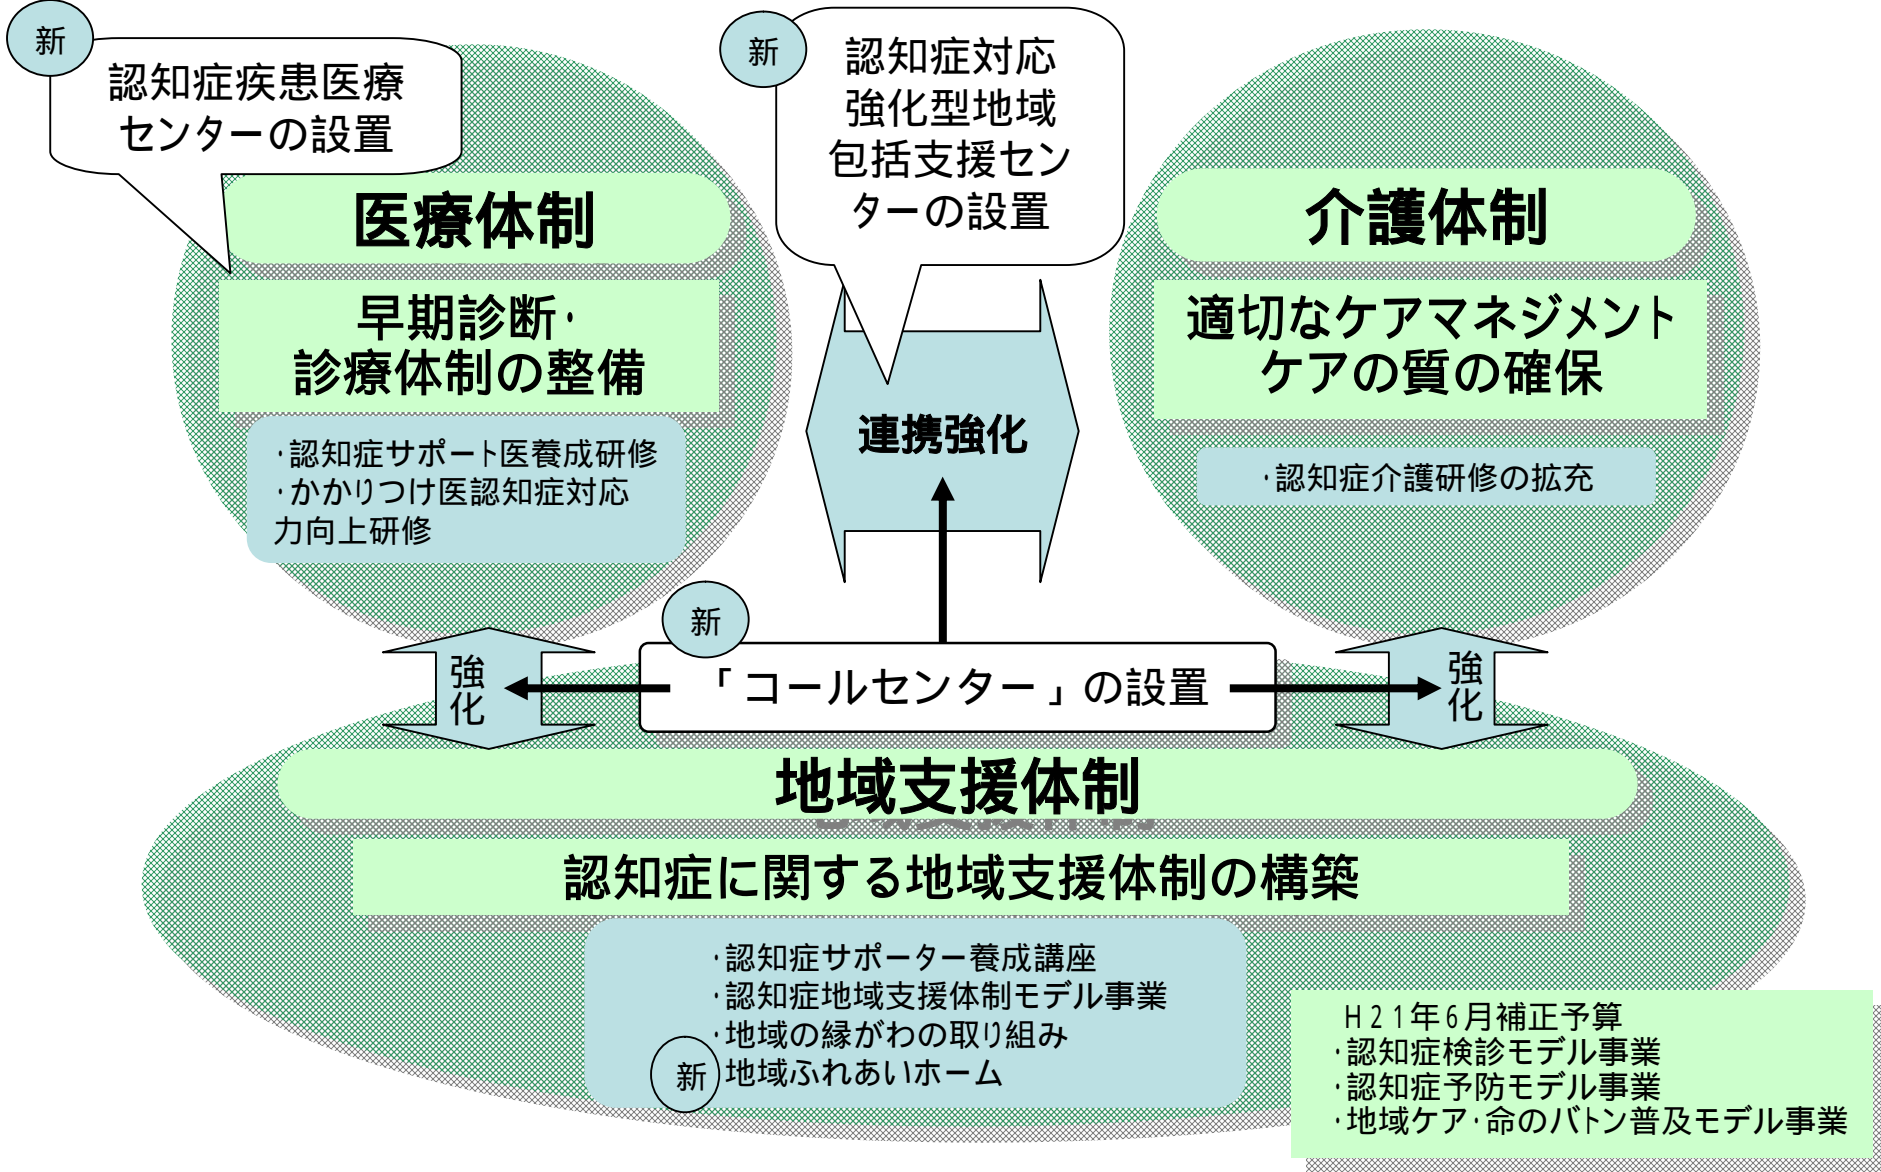 新
認知症疾患医療
センターの設置
医療体制
早期診断・
診療体制の整備
・認知症サポート医養成研修
・かかりつけ医認知症対応
力向上研修
新
認知症対応
強化型地域
包括支援セン
ターの設置
連携強化
介護体制
適切なケアマネジメント
ケアの質の確保
・認知症介護研修の拡充
強化
新
「コールセンター」の設置
強化
地域支援体制
認知症に関する地域支援体制の構築
・認知症サポーター養成講座
・認知症地域支援体制モデル事業
・地域の縁がわの取り組み
新
地域ふれあいホーム
H21年6月補正予算
・認知症検診モデル事業
・認知症予防モデル事業
・地域ケア・命のバトン普及モデル事業